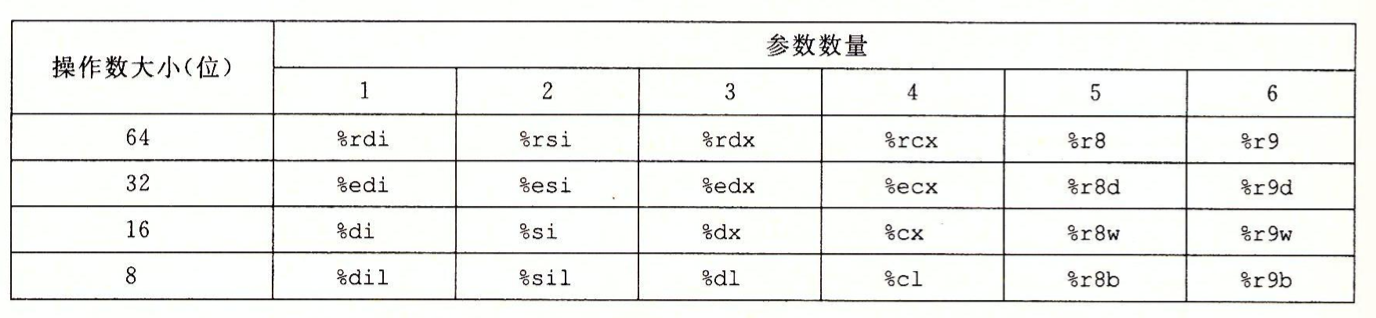 操作数大小(位) 参数数量
1 2 3 4 5 6
64 %rdi %rsi %rdx %rcx %r8 %r9
32 %edi %esi %edx %ecx %r8d %r9d
16 %di %si %dx %cx %r8w %r9w
8 %dil %sil %dl %cl %r8b %r9b